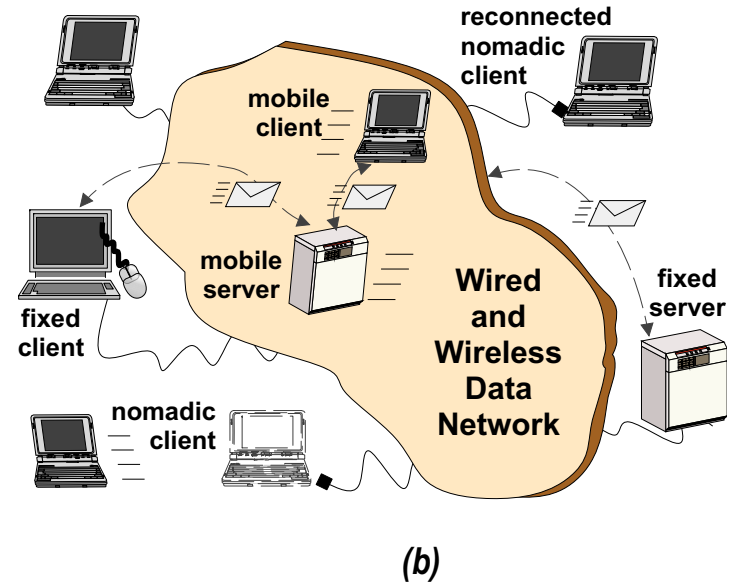 reconnected
nomadic
client
mobile
client
mobile
server
fixed
client
Wired
and
Wireless
Data
Network
fixed
server
nomadic
client
(b)